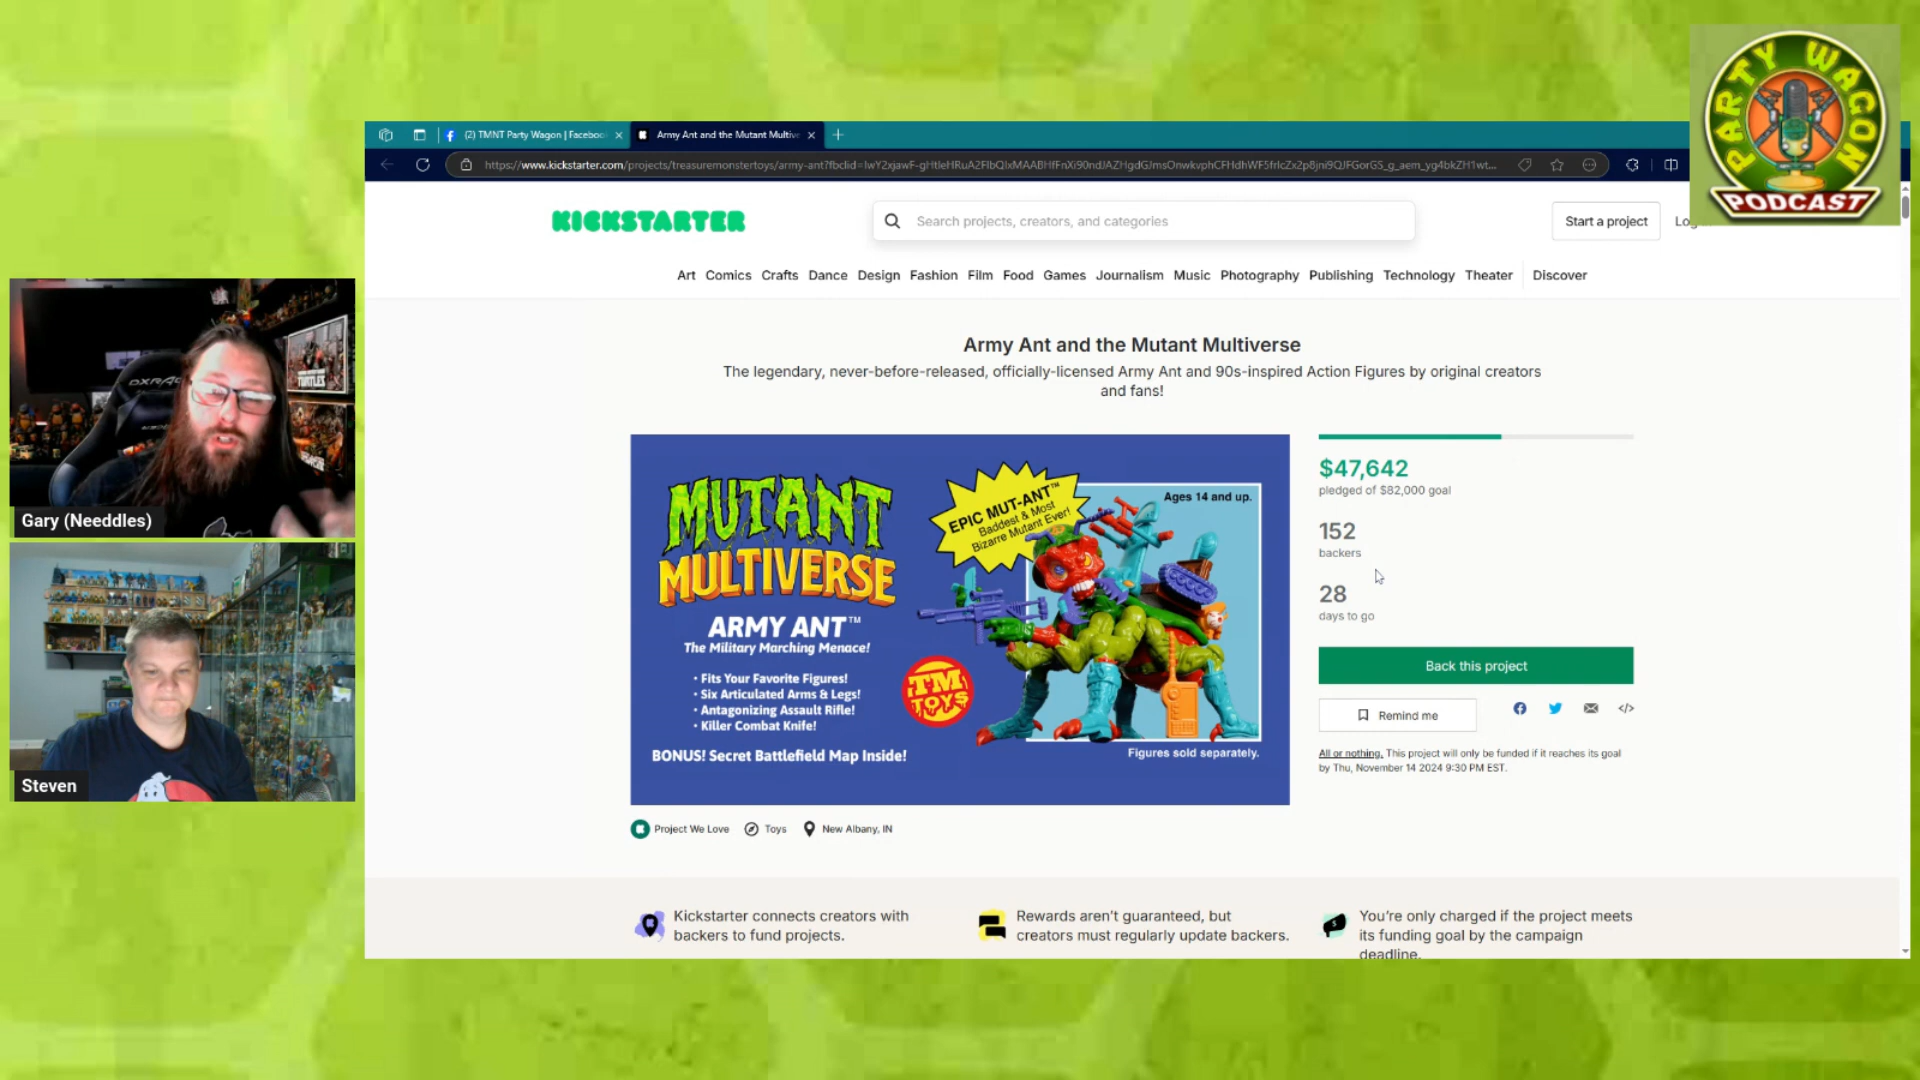 PARTY WAGON
PODCAST
(2) TMNT Party Wagon | Faceboo
Army Ant and the Mutant Multive
KICKSTARTER
Search projects, creators, and categories
Start a project
Art Comics Crafts Dance Design Fashion Film Food Games Journalism Music Photography Publishing Technology Theater Discover
Army Ant and the Mutant Multiverse
The legendary, never-before-released, officially-licensed Army Ant and 90s-inspired Action Figures by original creators
and fans!
MUTANT
MULTIVERSE
ARMY ANT™
The Military Marching Menace!
• Fits Your Favorite Figures!
• Six Articulated Arms & Legs!
• Antagonizing Assault Rifle!
• Killer Combat Knife!
BONUS! Secret Battlefield Map Inside!
EPIC MUT-ANT™
Baddest & Most
Bizarre Mutant Ever!
Ages 14 and up.
TM
TOYS
Figures sold separately.
$47,642
pledged of $82,000 goal
152
backers
28
days to go
Back this project
Remind me
All or nothing. This project will only be funded if it reaches its goal
by Thu, November 14 2024 9:30 PM EST.
Project We Love
Toys
New Albany, IN
Kickstarter connects creators with
backers to fund projects.
Rewards aren't guaranteed, but
creators must regularly update backers.
You're only charged if the project meets
its funding goal by the campaign
deadline.
DXRA
TURTLES
Gary (Needdles)
Steven